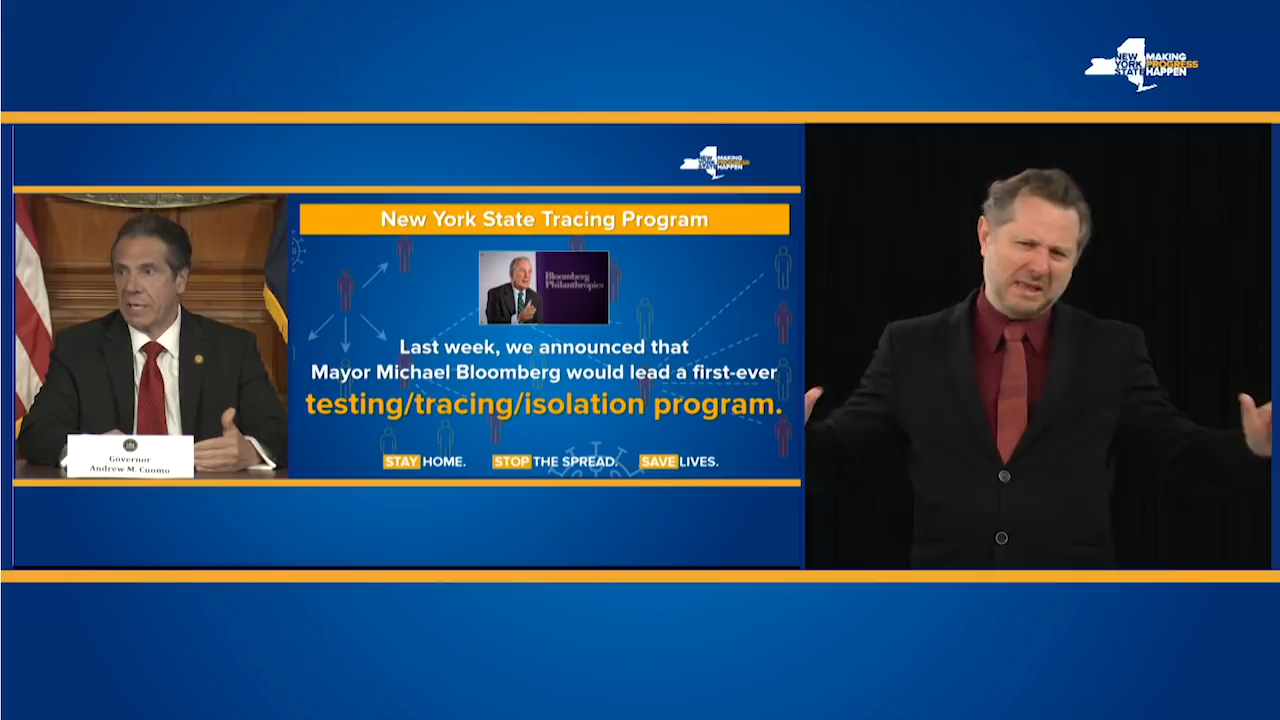 NEW
YORK
STATE
MAKING
PROGRESS
HAPPEN
NEW
YORK
STATE
MAKING
PROGRESS
HAPPEN
New York State Tracing Program
Bloomberg
Philanthropies
Last week, we announced that
Mayor Michael Bloomberg would lead a first-ever
testing/tracing/isolation program.
STAY HOME. STOP THE SPREAD. SAVE LIVES.
Governor
Andrew M. Cuomo